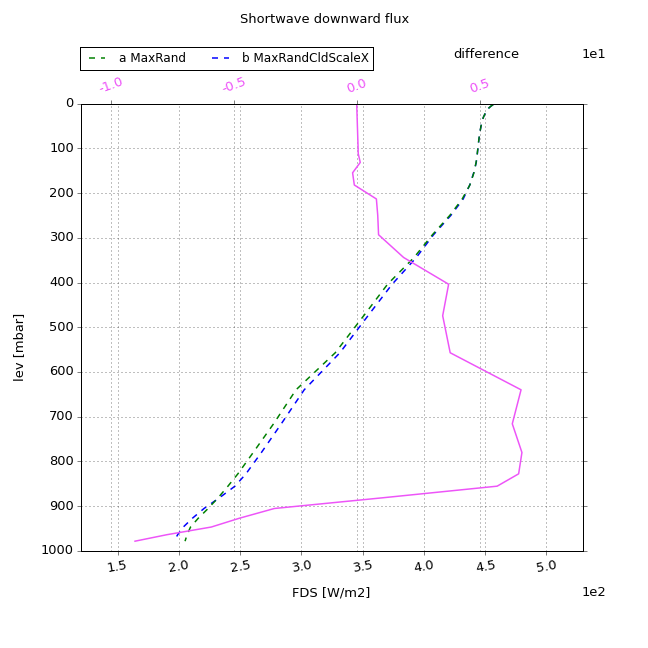 Shortwave downward flux
a MaxRand b MaxRandCldScaleX difference 1e1
-1.0 -0.5 0.0 0.5
0
100
200
300
400
500
600
700
800
900
1000
lev [mbar]
1.5 2.0 2.5 3.0 3.5 4.0 4.5 5.0
FDS [W/m2] 1e2